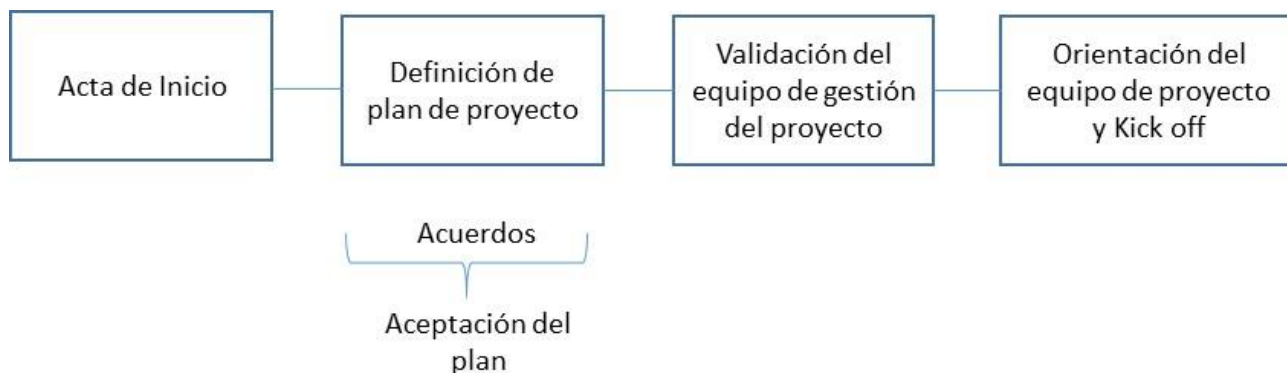 Acta de Inicio
Definición de
plan de proyecto
Validación del
equipo de gestión
del proyecto
Orientación del
equipo de proyecto
y Kick off
Acuerdos
Aceptación del
plan